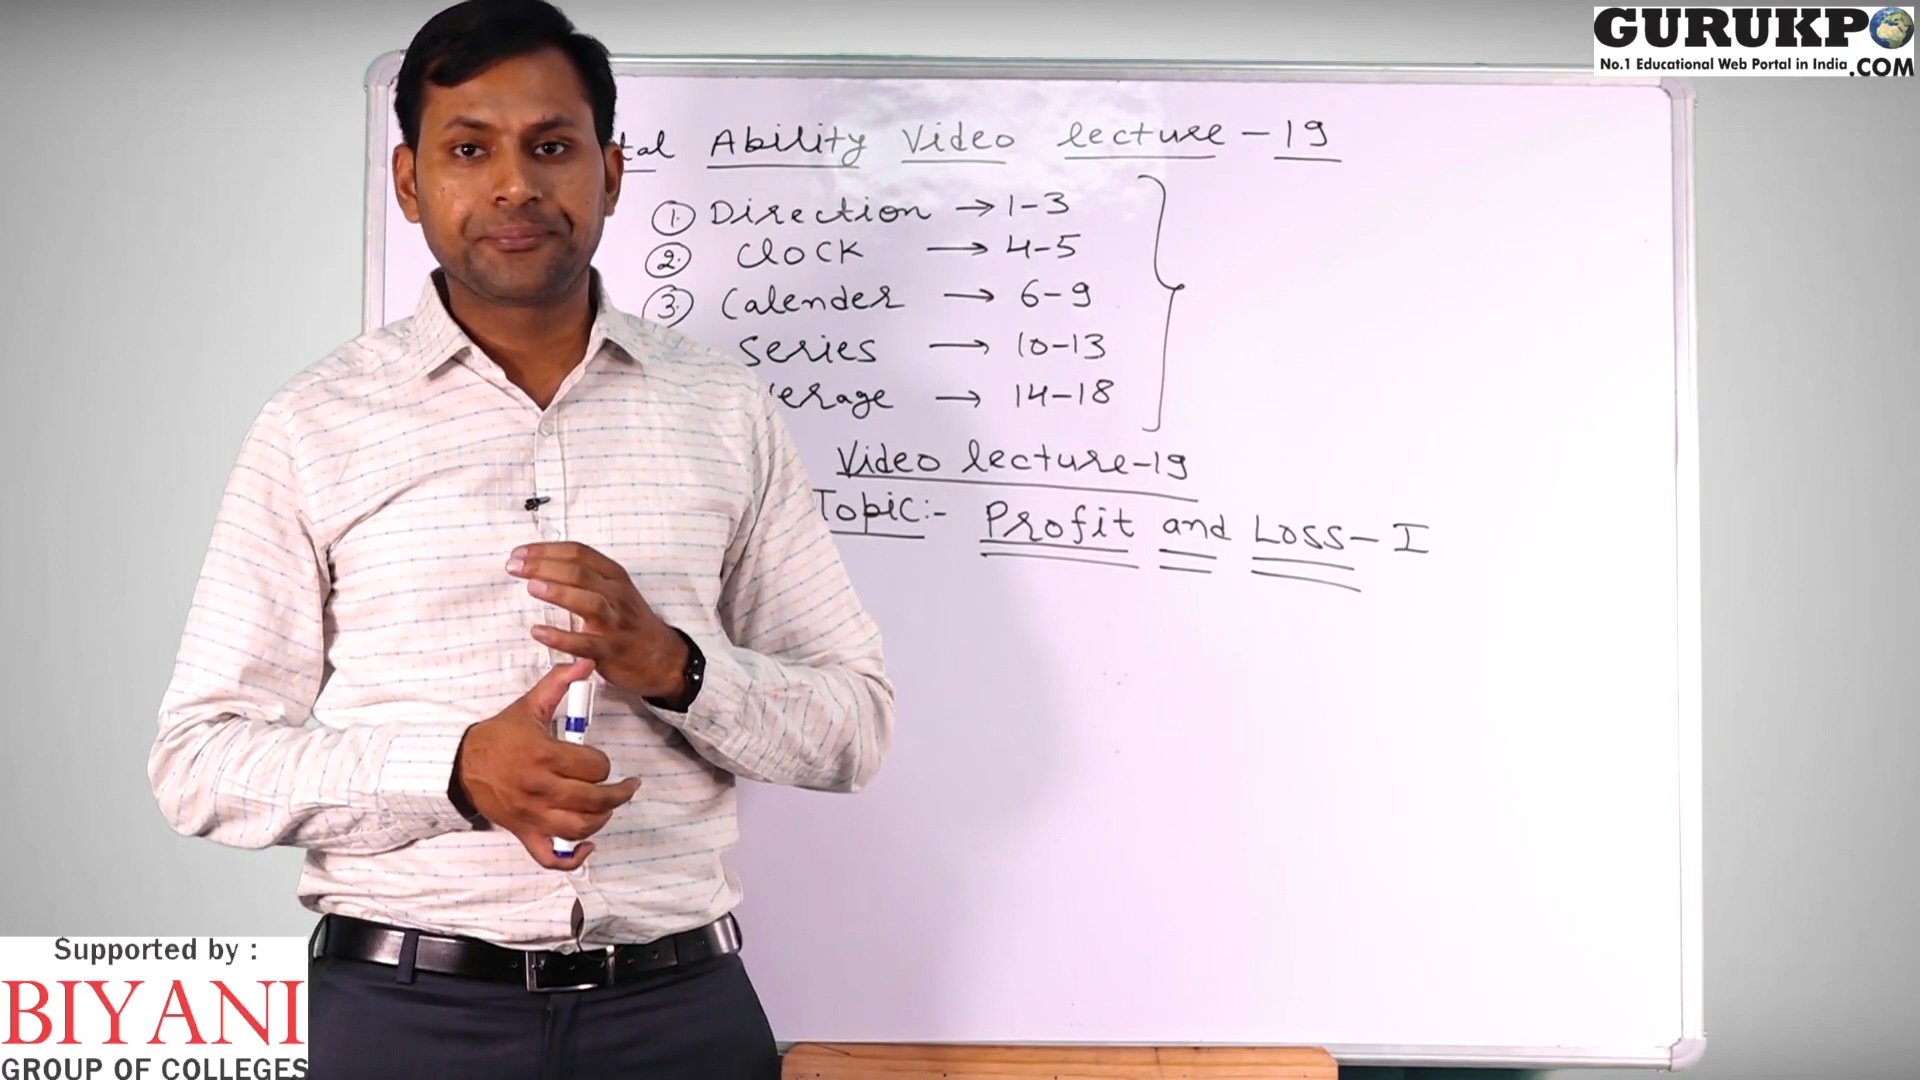 GURUKPO
No.1 Educational Web Portal in India .COM
tal Ability Video lecture - 19
1. Direction → 1-3
2. Clock → 4-5
3. Calender → 6-9
Series → 10-13
erage → 14-18
Video lecture-19
Topic:- Profit and Loss - I
Supported by :
BIYANI
GROUP OF COLLEGES